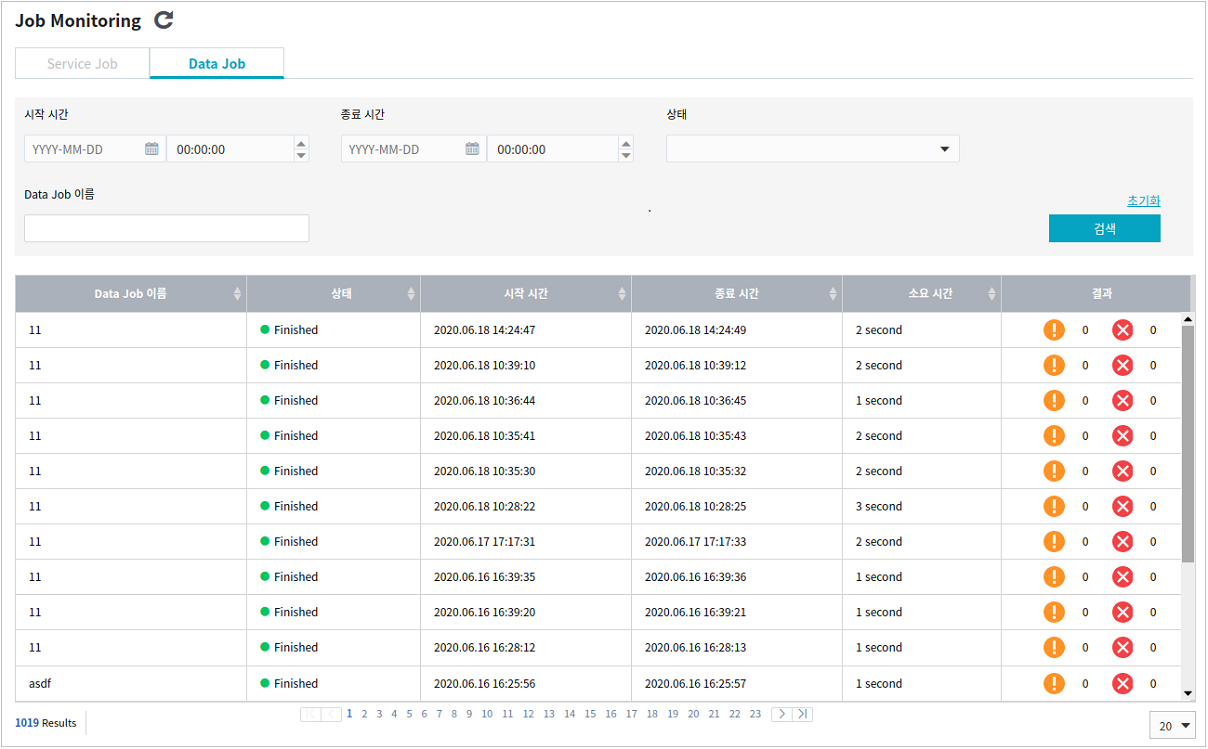 Job Monitoring
Service Job Data Job
시작 시간 종료 시간 상태
YYYY-MM-DD 00:00:00 YYYY-MM-DD 00:00:00
Data Job 이름
초기화
검색
Data Job 이름 상태 시작 시간 종료 시간 소요 시간 결과
11 Finished 2020.06.18 14:24:47 2020.06.18 14:24:49 2 second 0 0
11 Finished 2020.06.18 10:39:10 2020.06.18 10:39:12 2 second 0 0
11 Finished 2020.06.18 10:36:44 2020.06.18 10:36:45 1 second 0 0
11 Finished 2020.06.18 10:35:41 2020.06.18 10:35:43 2 second 0 0
11 Finished 2020.06.18 10:35:30 2020.06.18 10:35:32 2 second 0 0
11 Finished 2020.06.18 10:28:22 2020.06.18 10:28:25 3 second 0 0
11 Finished 2020.06.17 17:17:31 2020.06.17 17:17:33 2 second 0 0
11 Finished 2020.06.16 16:39:35 2020.06.16 16:39:36 1 second 0 0
11 Finished 2020.06.16 16:39:20 2020.06.16 16:39:21 1 second 0 0
11 Finished 2020.06.16 16:28:12 2020.06.16 16:28:13 1 second 0 0
asdf Finished 2020.06.16 16:25:56 2020.06.16 16:25:57 1 second 0 0
1 2 3 4 5 6 7 8 9 10 11 12 13 14 15 16 17 18 19 20 21 22 23
1019 Results
20